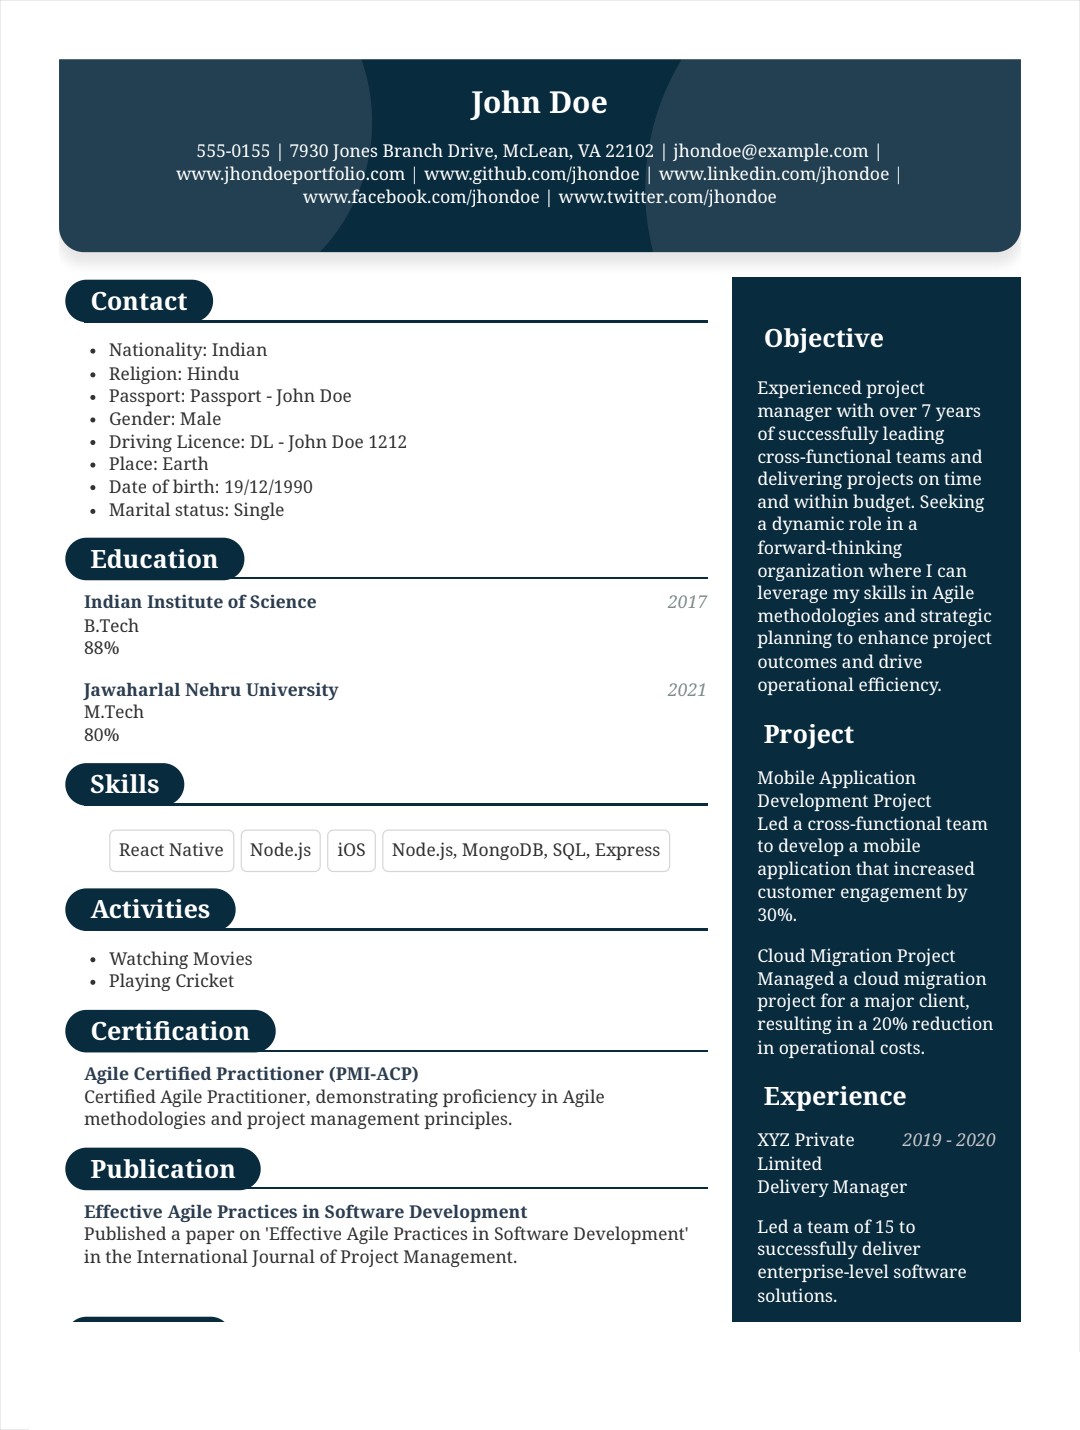 John Doe
555-0155 | 7930 Jones Branch Drive, McLean, VA 22102 | jhondoe@example.com |
www.jhondoeportfolio.com | www.github.com/jhondoe | www.linkedin.com/jhondoe |
www.facebook.com/jhondoe | www.twitter.com/jhondoe
Contact
• Nationality: Indian
• Religion: Hindu
• Passport: Passport - John Doe
• Gender: Male
• Driving Licence: DL - John Doe 1212
• Place: Earth
• Date of birth: 19/12/1990
• Marital status: Single
Education
Indian Institute of Science 2017
B.Tech
88%
Jawaharlal Nehru University 2021
M.Tech
80%
Skills
React Native Node.js iOS Node.js, MongoDB, SQL, Express
Activities
• Watching Movies
• Playing Cricket
Certification
Agile Certified Practitioner (PMI-ACP)
Certified Agile Practitioner, demonstrating proficiency in Agile
methodologies and project management principles.
Publication
Effective Agile Practices in Software Development
Published a paper on 'Effective Agile Practices in Software Development'
in the International Journal of Project Management.
Objective
Experienced project
manager with over 7 years
of successfully leading
cross-functional teams and
delivering projects on time
and within budget. Seeking
a dynamic role in a
forward-thinking
organization where I can
leverage my skills in Agile
methodologies and strategic
planning to enhance project
outcomes and drive
operational efficiency.
Project
Mobile Application
Development Project
Led a cross-functional team
to develop a mobile
application that increased
customer engagement by
30%.
Cloud Migration Project
Managed a cloud migration
project for a major client,
resulting in a 20% reduction
in operational costs.
Experience
XYZ Private 2019 - 2020
Limited
Delivery Manager
Led a team of 15 to
successfully deliver
enterprise-level software
solutions.